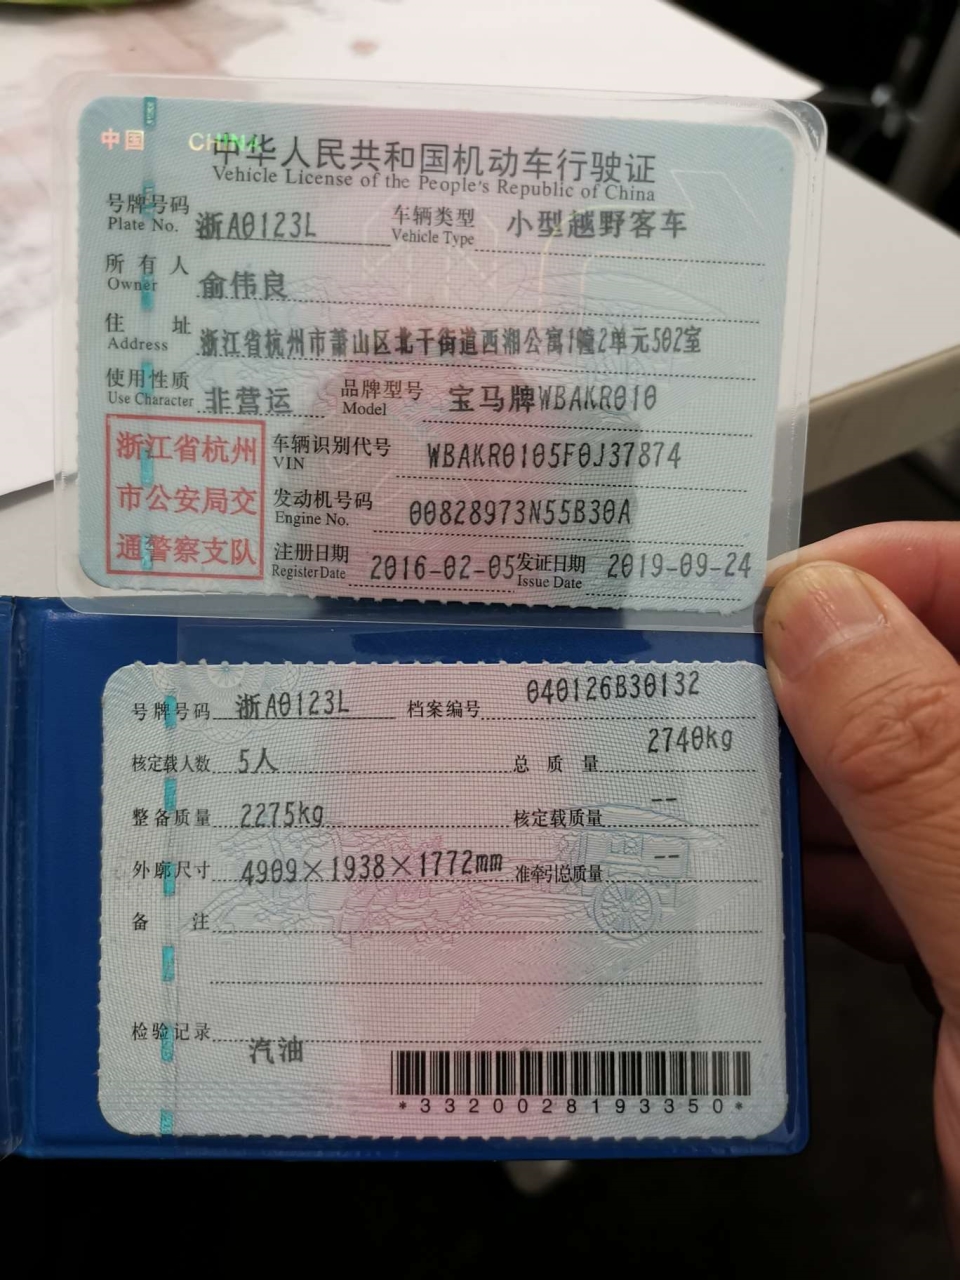 中国 CHINA
中华人民共和国机动车行驶证
Vehicle License of the People's Republic of China
号牌号码 浙A0123L 车辆类型 小型越野客车
Plate No. Vehicle Type
所有人 俞伟良
Owner
住址 浙江省杭州市萧山区北干街道西湘公寓1幢2单元502室
Address
使用性质 非营运 品牌型号 宝马牌WBAKR010
Use Character Model
浙江省杭州
市公安局交
通警察支队
车辆识别代号 WBAKR0105F0J37874
VIN
发动机号码 00828973N55B30A
Engine No.
注册日期 2016-02-05 发证日期 2019-09-24
Register Date Issue Date
号牌号码 浙A0123L 档案编号 040126B30132
核定载人数 5人 总质量 2740kg
整备质量 2275kg 核定载质量 --
外廓尺寸 4909×1938×1772mm 准牵引总质量 --
备注
检验记录 汽油
*3320028193350*